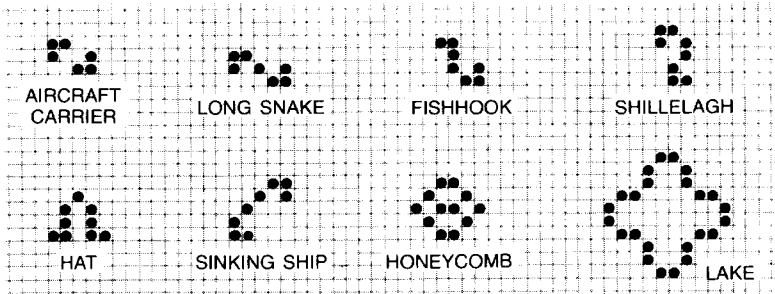 AIRCRAFT
CARRIER
LONG SNAKE
FISHHOOK
SHILLELAGH
HAT
SINKING SHIP
HONEYCOMB
LAKE